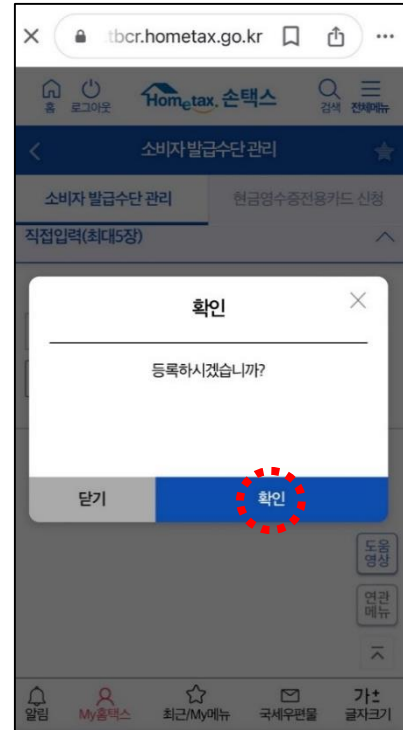 tbcr.hometax.go.kr
홈 로그아웃 Hometax. 손택스 검색 전체메뉴
소비자 발급수단 관리
소비자 발급수단 관리 현금영수증전용카드 신청
직접입력(최대5장)
확인
등록하시겠습니까?
닫기 확인
도움
영상
연관
메뉴
알림 My홈택스 최근/My메뉴 국세우편물 가± 글자크기